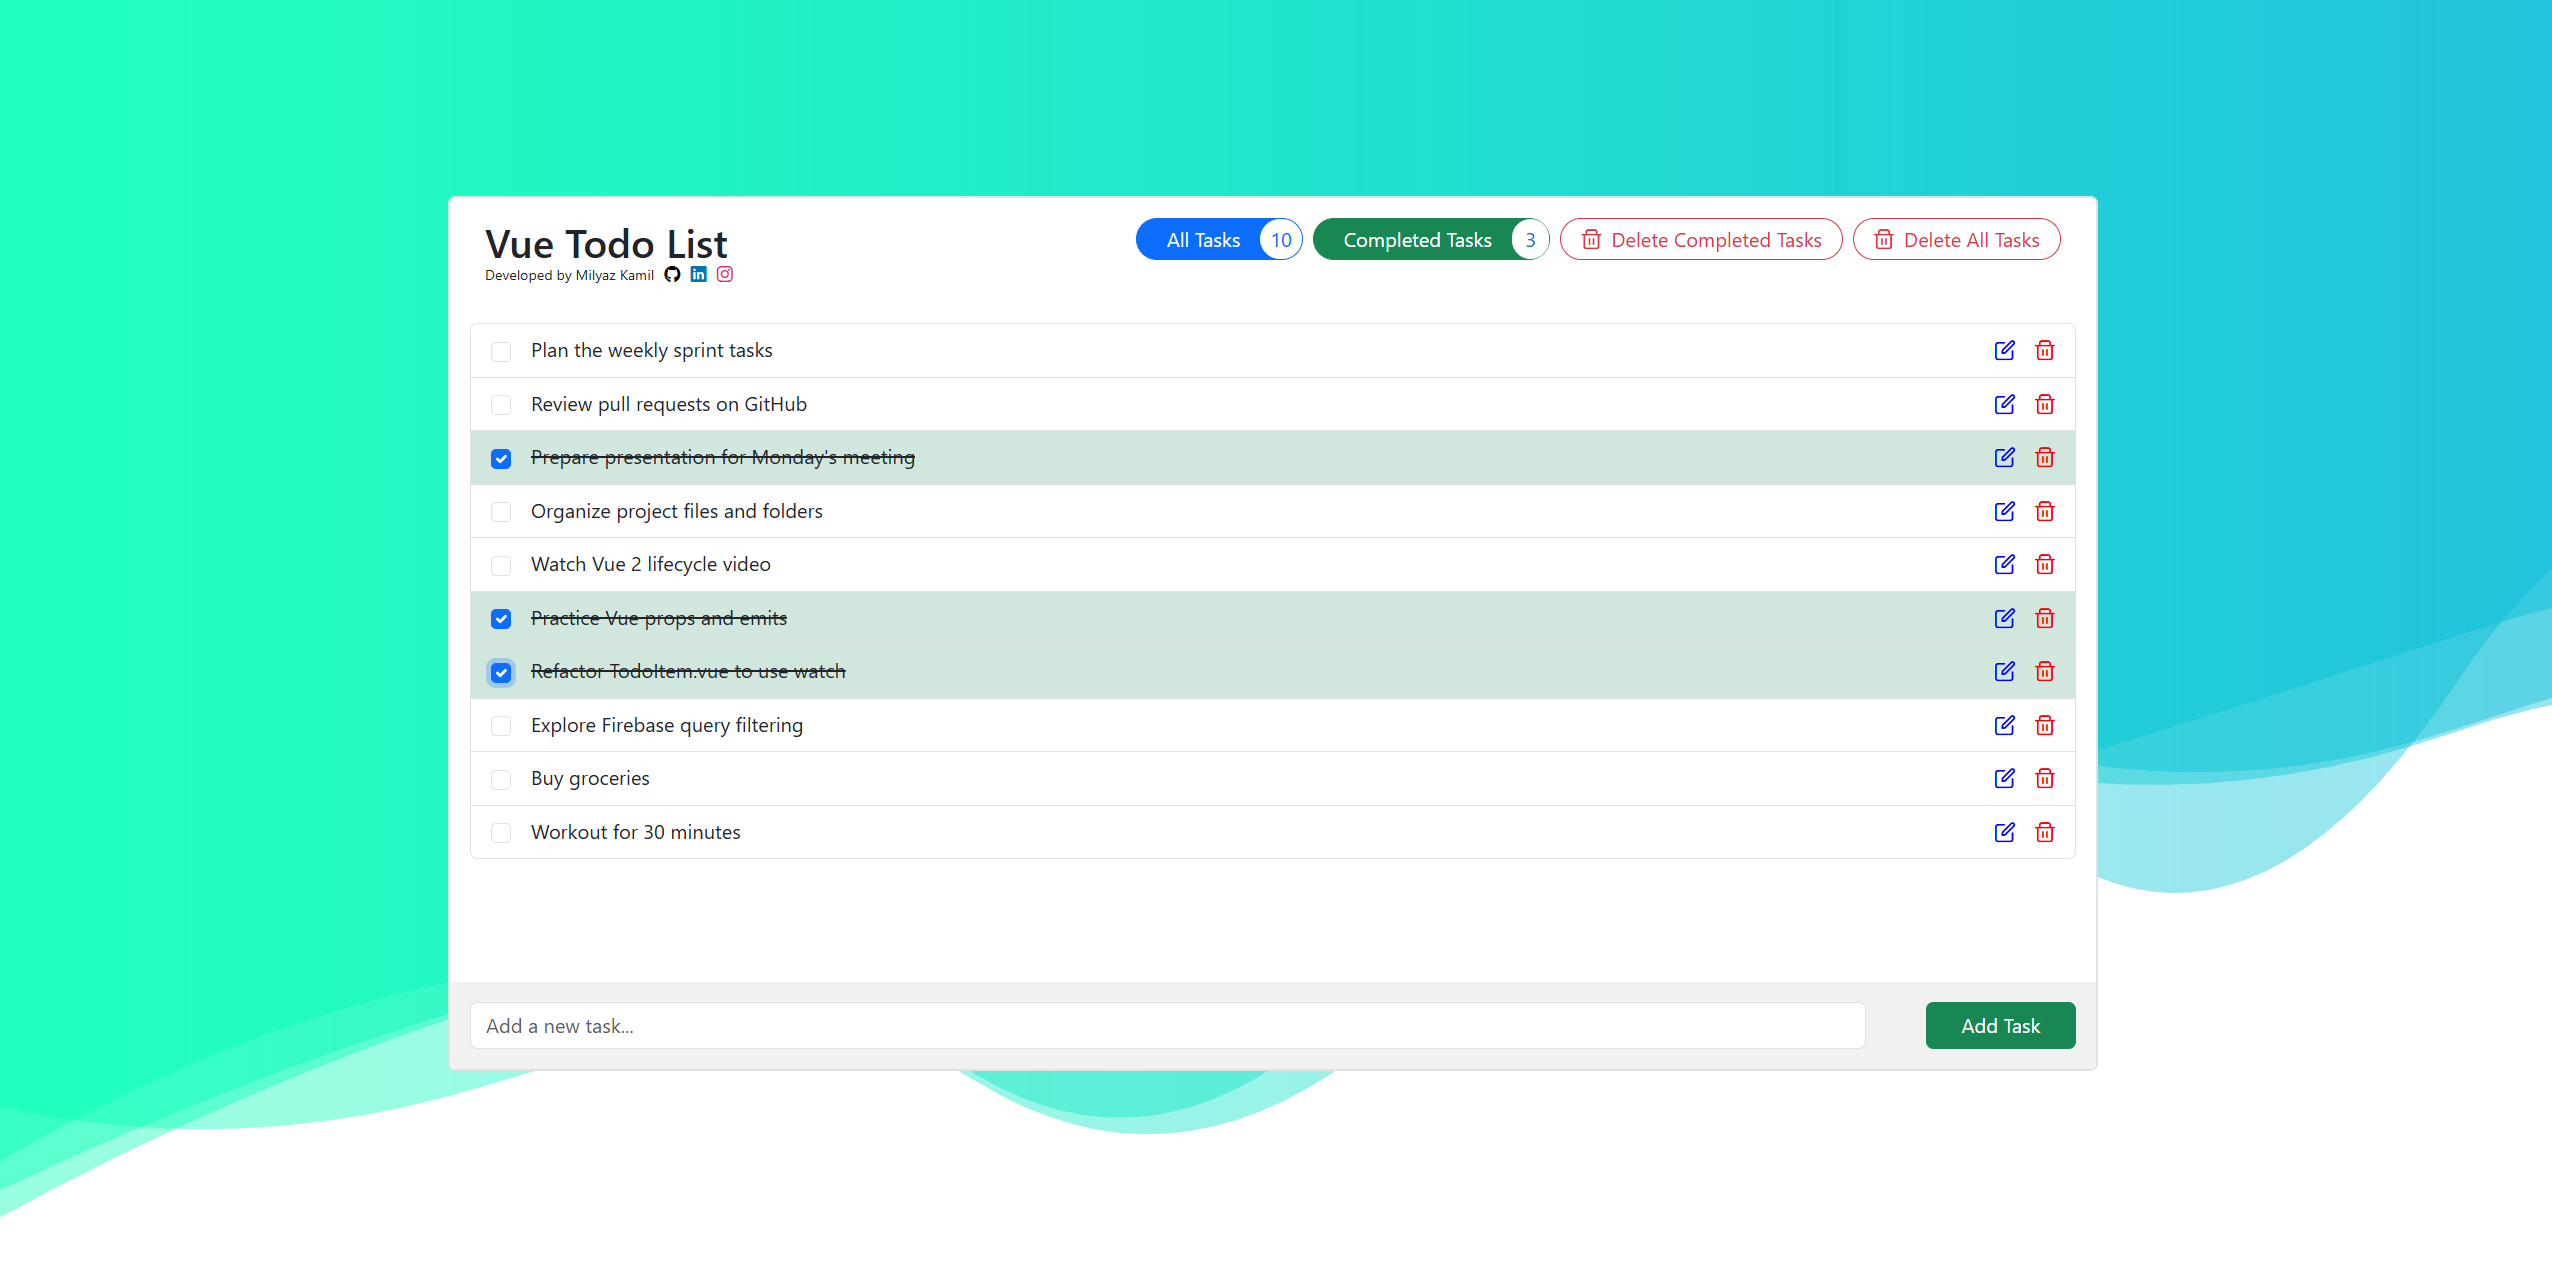 Vue Todo List
Developed by Milyaz Kamil
All Tasks 10
Completed Tasks 3
Delete Completed Tasks
Delete All Tasks
Plan the weekly sprint tasks
Review pull requests on GitHub
Prepare presentation for Monday's meeting
Organize project files and folders
Watch Vue 2 lifecycle video
Practice Vue props and emits
Refactor TodoItem.vue to use watch
Explore Firebase query filtering
Buy groceries
Workout for 30 minutes
Add a new task...
Add Task